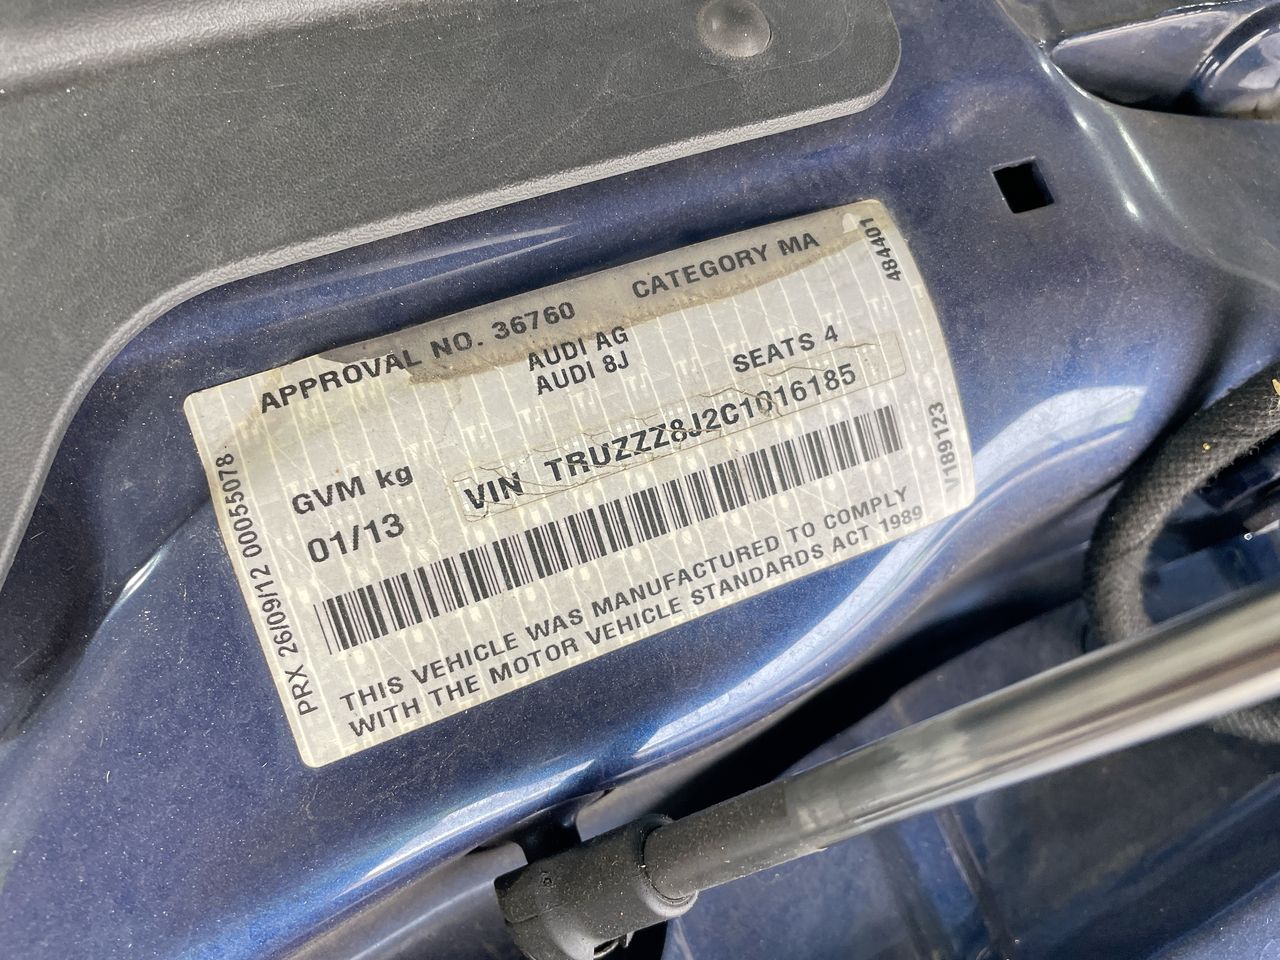 APPROVAL NO. 36760 CATEGORY MA
484401
AUDI AG
AUDI 8J
SEATS 4
GVM kg
VIN TRUZZZ8J2C1016185
01/13
V169123
PRX 26/09/12 00055078
THIS VEHICLE WAS MANUFACTURED TO COMPLY
WITH THE MOTOR VEHICLE STANDARDS ACT 1989